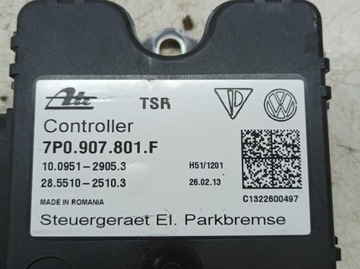 Ate TSR
Controller
7P0.907.801.F
10.0951-2905.3 H51/1201
28.5510-2510.3 26.02.13
MADE IN ROMANIA C1322600497
Steuergeraet El. Parkbremse